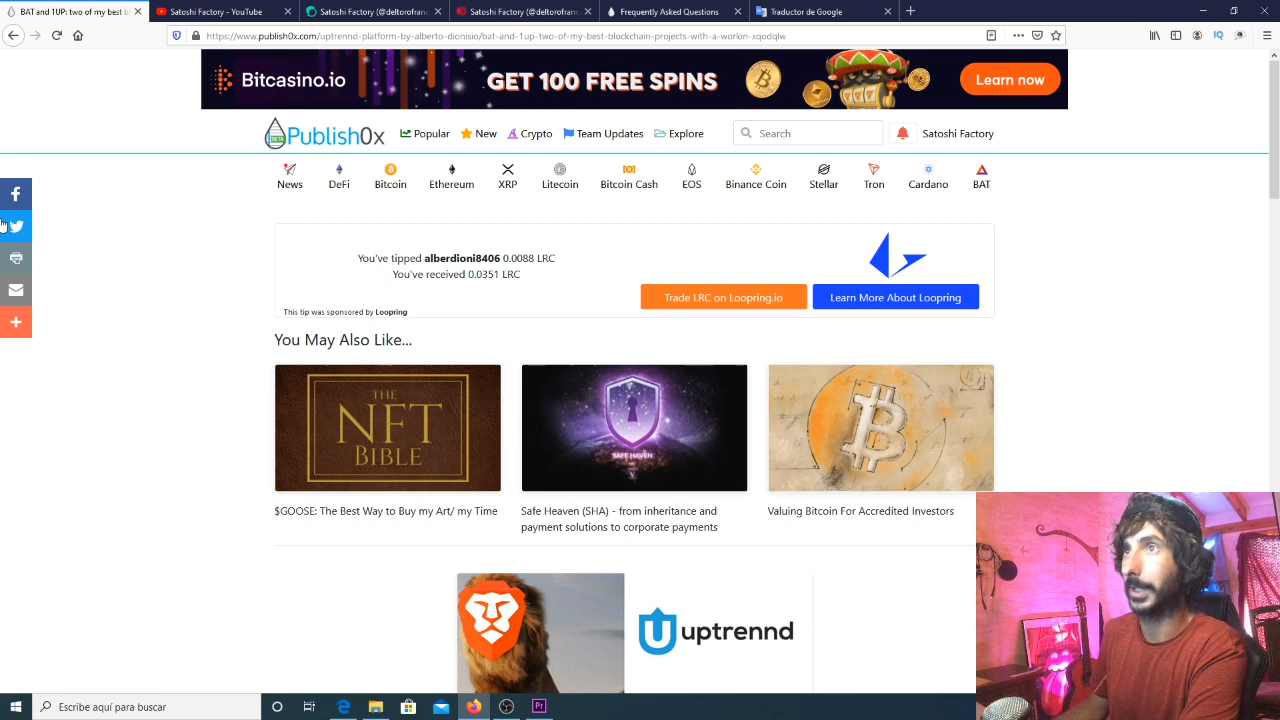 BAT and 1UP: two of my best bl
Satoshi Factory - YouTube
Satoshi Factory (@deltorofranc
Satoshi Factory (@deltorofranc
Frequently Asked Questions
Traductor de Google
https://www.publish0x.com/uptrennd-platform-by-alberto-dionisio/bat-and-1up-two-of-my-best-blockchain-projects-with-a-workin-xqodqlw
IQ
Bitcasino.io
GET 100 FREE SPINS
Learn now
Publish0x
Popular
New
Crypto
Team Updates
Explore
Search
Satoshi Factory
News
DeFi
Bitcoin
Ethereum
XRP
Litecoin
Bitcoin Cash
EOS
Binance Coin
Stellar
Tron
Cardano
BAT
You've tipped alberdioni8406 0.0088 LRC
You've received 0.0351 LRC
Trade LRC on Loopring.io
Learn More About Loopring
This tip was sponsored by Loopring
You May Also Like...
THE
NFT
BIBLE
SAFE HAVEN
$GOOSE: The Best Way to Buy my Art/ my Time
Safe Heaven (SHA) - from inheritance and
payment solutions to corporate payments
Valuing Bitcoin For Accredited Investors
uptrennd
Escribe aquí para buscar
Pr